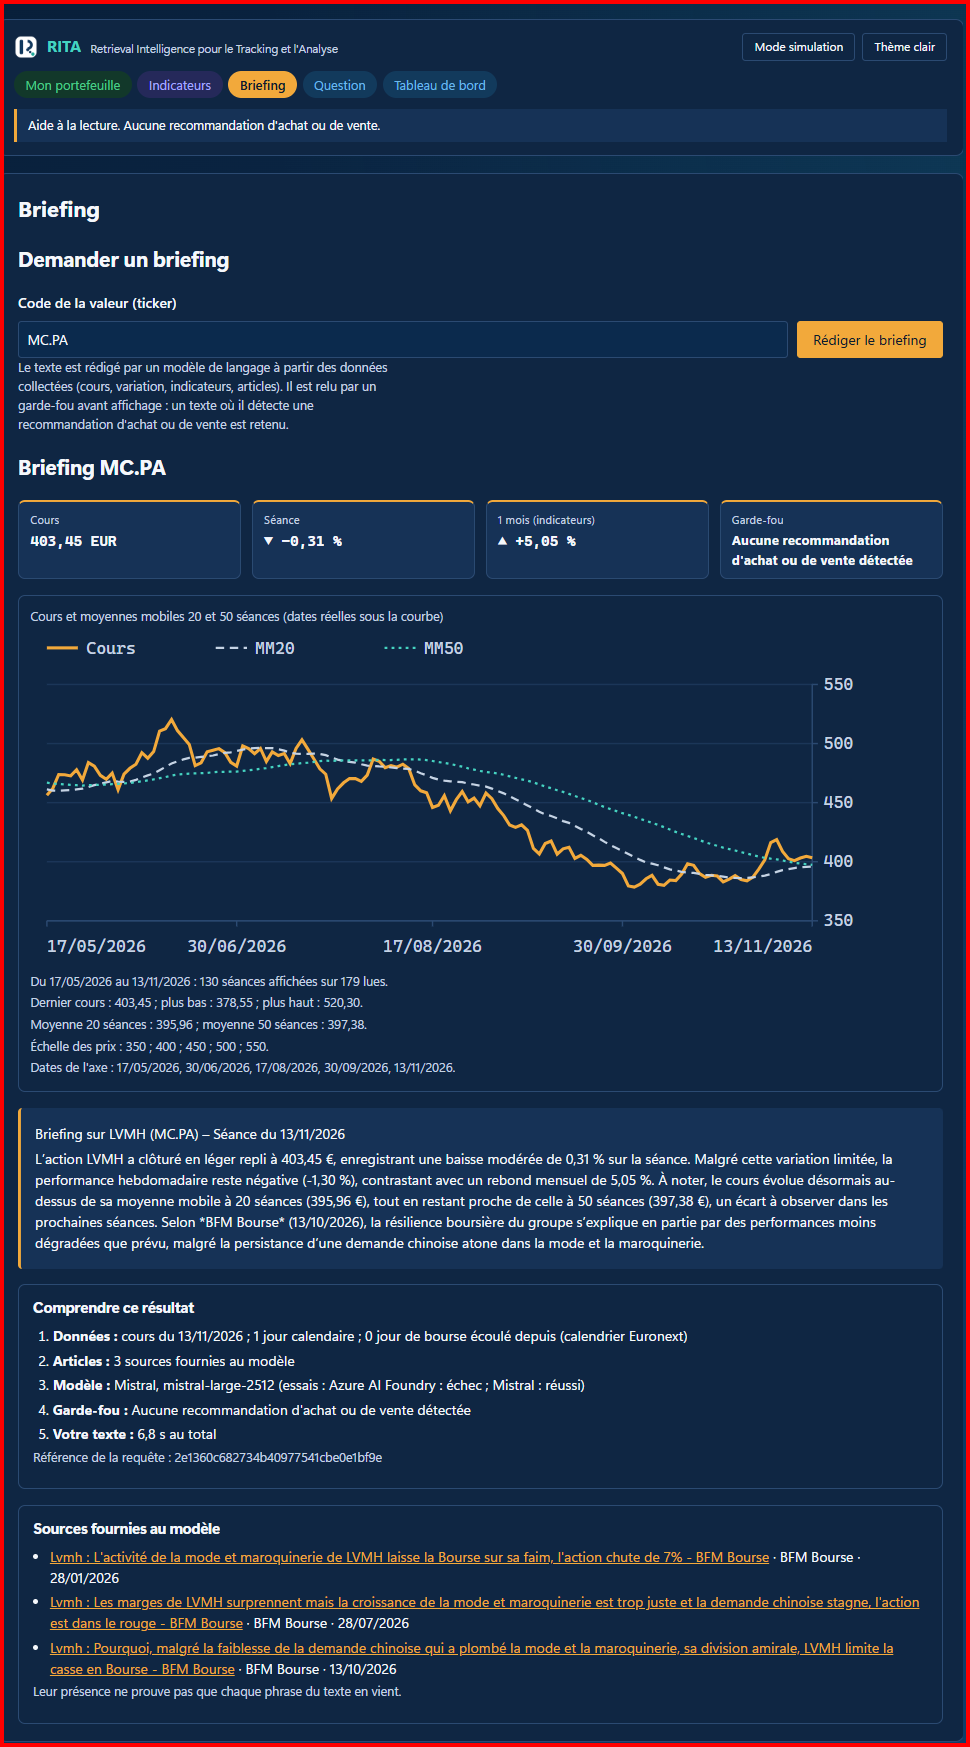 RITA Retrieval Intelligence pour le Tracking et l'Analyse
Mode simulation
Thème clair
Mon portefeuille
Indicateurs
Briefing
Question
Tableau de bord
Aide à la lecture. Aucune recommandation d'achat ou de vente.
Briefing
Demander un briefing
Code de la valeur (ticker)
MC.PA
Rédiger le briefing
Le texte est rédigé par un modèle de langage à partir des données
collectées (cours, variation, indicateurs, articles). Il est relu par un
garde-fou avant affichage : un texte où il détecte une
recommandation d'achat ou de vente est retenu.
Briefing MC.PA
Cours
403,45 EUR
Séance
▼ −0,31 %
1 mois (indicateurs)
▲ +5,05 %
Garde-fou
Aucune recommandation
d'achat ou de vente détectée
Cours et moyennes mobiles 20 et 50 séances (dates réelles sous la courbe)
Cours
MM20
MM50
550
500
450
400
350
17/05/2026
30/06/2026
17/08/2026
30/09/2026
13/11/2026
Du 17/05/2026 au 13/11/2026 : 130 séances affichées sur 179 lues.
Dernier cours : 403,45 ; plus bas : 378,55 ; plus haut : 520,30.
Moyenne 20 séances : 395,96 ; moyenne 50 séances : 397,38.
Échelle des prix : 350 ; 400 ; 450 ; 500 ; 550.
Dates de l'axe : 17/05/2026, 30/06/2026, 17/08/2026, 30/09/2026, 13/11/2026.
Briefing sur LVMH (MC.PA) – Séance du 13/11/2026
L'action LVMH a clôturé en léger repli à 403,45 €, enregistrant une baisse modérée de 0,31 % sur la séance. Malgré cette variation limitée, la
performance hebdomadaire reste négative (-1,30 %), contrastant avec un rebond mensuel de 5,05 %. À noter, le cours évolue désormais au-
dessus de sa moyenne mobile à 20 séances (395,96 €), tout en restant proche de celle à 50 séances (397,38 €), un écart à observer dans les
prochaines séances. Selon *BFM Bourse* (13/10/2026), la résilience boursière du groupe s'explique en partie par des performances moins
dégradées que prévu, malgré la persistance d'une demande chinoise atone dans la mode et la maroquinerie.
Comprendre ce résultat
1. Données : cours du 13/11/2026 ; 1 jour calendaire ; 0 jour de bourse écoulé depuis (calendrier Euronext)
2. Articles : 3 sources fournies au modèle
3. Modèle : Mistral, mistral-large-2512 (essais : Azure AI Foundry : échec ; Mistral : réussi)
4. Garde-fou : Aucune recommandation d'achat ou de vente détectée
5. Votre texte : 6,8 s au total
Référence de la requête : 2e1360c682734b40977541cbe0e1bf9e
Sources fournies au modèle
• Lvmh : L'activité de la mode et maroquinerie de LVMH laisse la Bourse sur sa faim, l'action chute de 7% - BFM Bourse · BFM Bourse ·
28/01/2026
• Lvmh : Les marges de LVMH surprennent mais la croissance de la mode et maroquinerie est trop juste et la demande chinoise stagne, l'action
est dans le rouge - BFM Bourse · BFM Bourse · 28/07/2026
• Lvmh : Pourquoi, malgré la faiblesse de la demande chinoise qui a plombé la mode et la maroquinerie, sa division amirale, LVMH limite la
casse en Bourse - BFM Bourse · BFM Bourse · 13/10/2026
Leur présence ne prouve pas que chaque phrase du texte en vient.